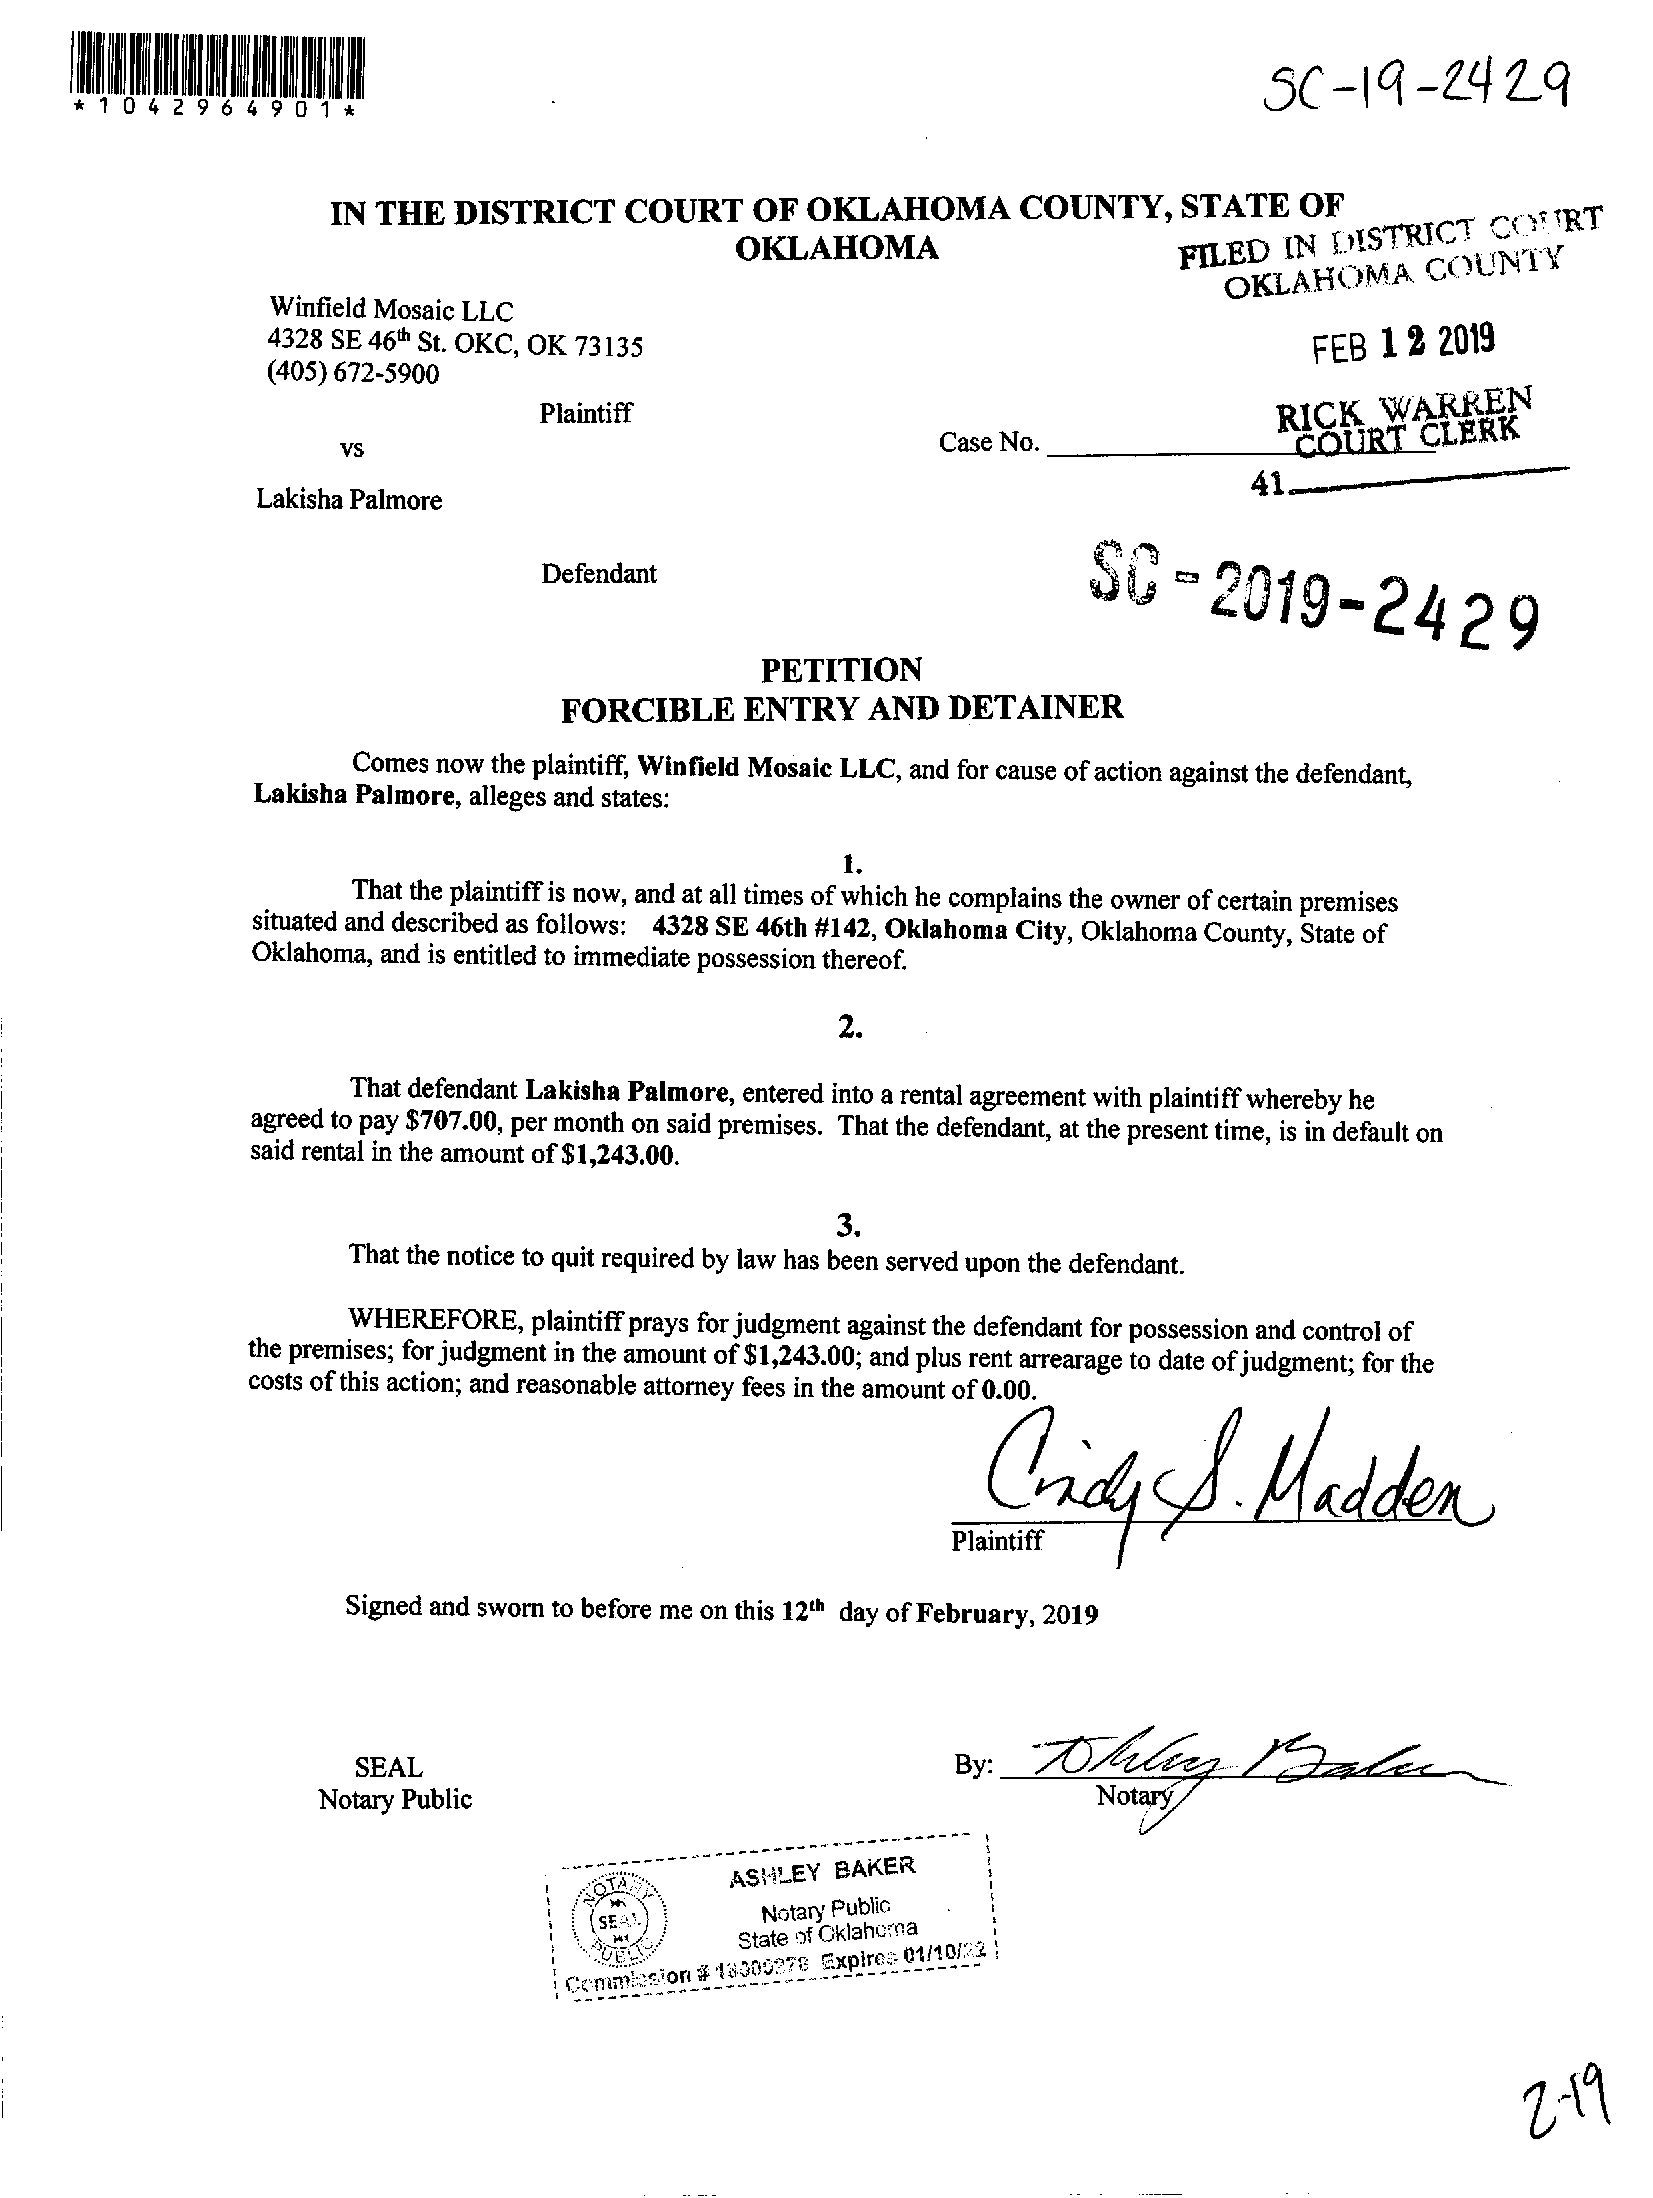 *1042964901*
SC-19-2429
IN THE DISTRICT COURT OF OKLAHOMA COUNTY, STATE OF
OKLAHOMA
FILED IN DISTRICT COURT
OKLAHOMA COUNTY
Winfield Mosaic LLC
4328 SE 46th St. OKC, OK 73135
(405) 672-5900
FEB 12 2019
Plaintiff
RICK WARREN
COURT CLERK
vs
Case No.
41
Lakisha Palmore
Defendant
SC-2019-2429
PETITION
FORCIBLE ENTRY AND DETAINER
Comes now the plaintiff, Winfield Mosaic LLC, and for cause of action against the defendant,
Lakisha Palmore, alleges and states:
1.
That the plaintiff is now, and at all times of which he complains the owner of certain premises
situated and described as follows: 4328 SE 46th #142, Oklahoma City, Oklahoma County, State of
Oklahoma, and is entitled to immediate possession thereof.
2.
That defendant Lakisha Palmore, entered into a rental agreement with plaintiff whereby he
agreed to pay $707.00, per month on said premises. That the defendant, at the present time, is in default on
said rental in the amount of $1,243.00.
3.
That the notice to quit required by law has been served upon the defendant.
WHEREFORE, plaintiff prays for judgment against the defendant for possession and control of
the premises; for judgment in the amount of $1,243.00; and plus rent arrearage to date of judgment; for the
costs of this action; and reasonable attorney fees in the amount of 0.00.
Cindy S. Madden
Plaintiff
Signed and sworn to before me on this 12th day of February, 2019
SEAL
Notary Public
By: Ashley Baker
Notary
NOTARY
SEAL
PUBLIC
ASHLEY BAKER
Notary Public
State of Oklahoma
Commission # Expires 01/10/22
2-19